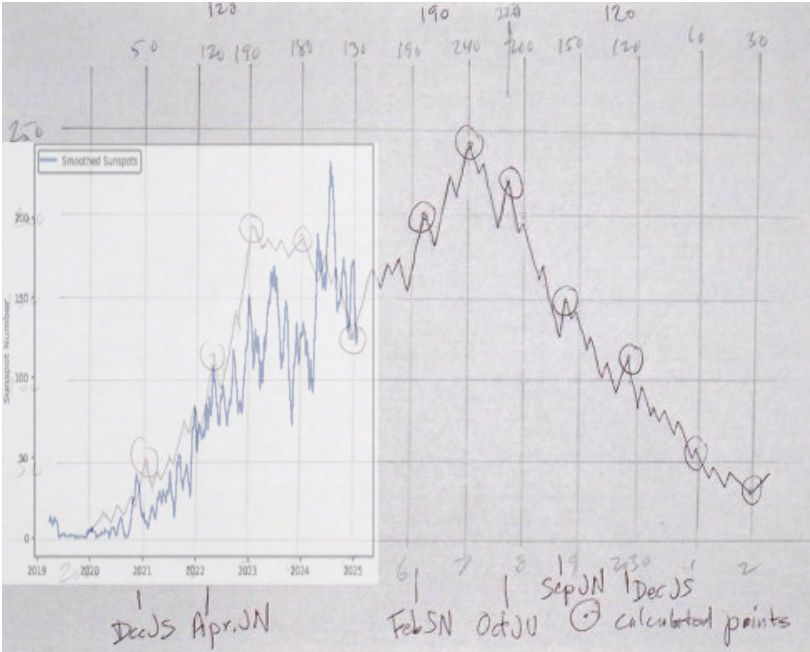 120 190 220 120
50 120 190 180 130 190 240 200 150 120 60 30
250
Smoothed Sunspots
200
150
100
50
0
Sunspot Number
2019 2020 2021 2022 2023 2024 2025 6 7 8 9 2030 1 2
Dec JS Apr. JN Feb SN Oct JU Sep JN Dec JS
calculated points